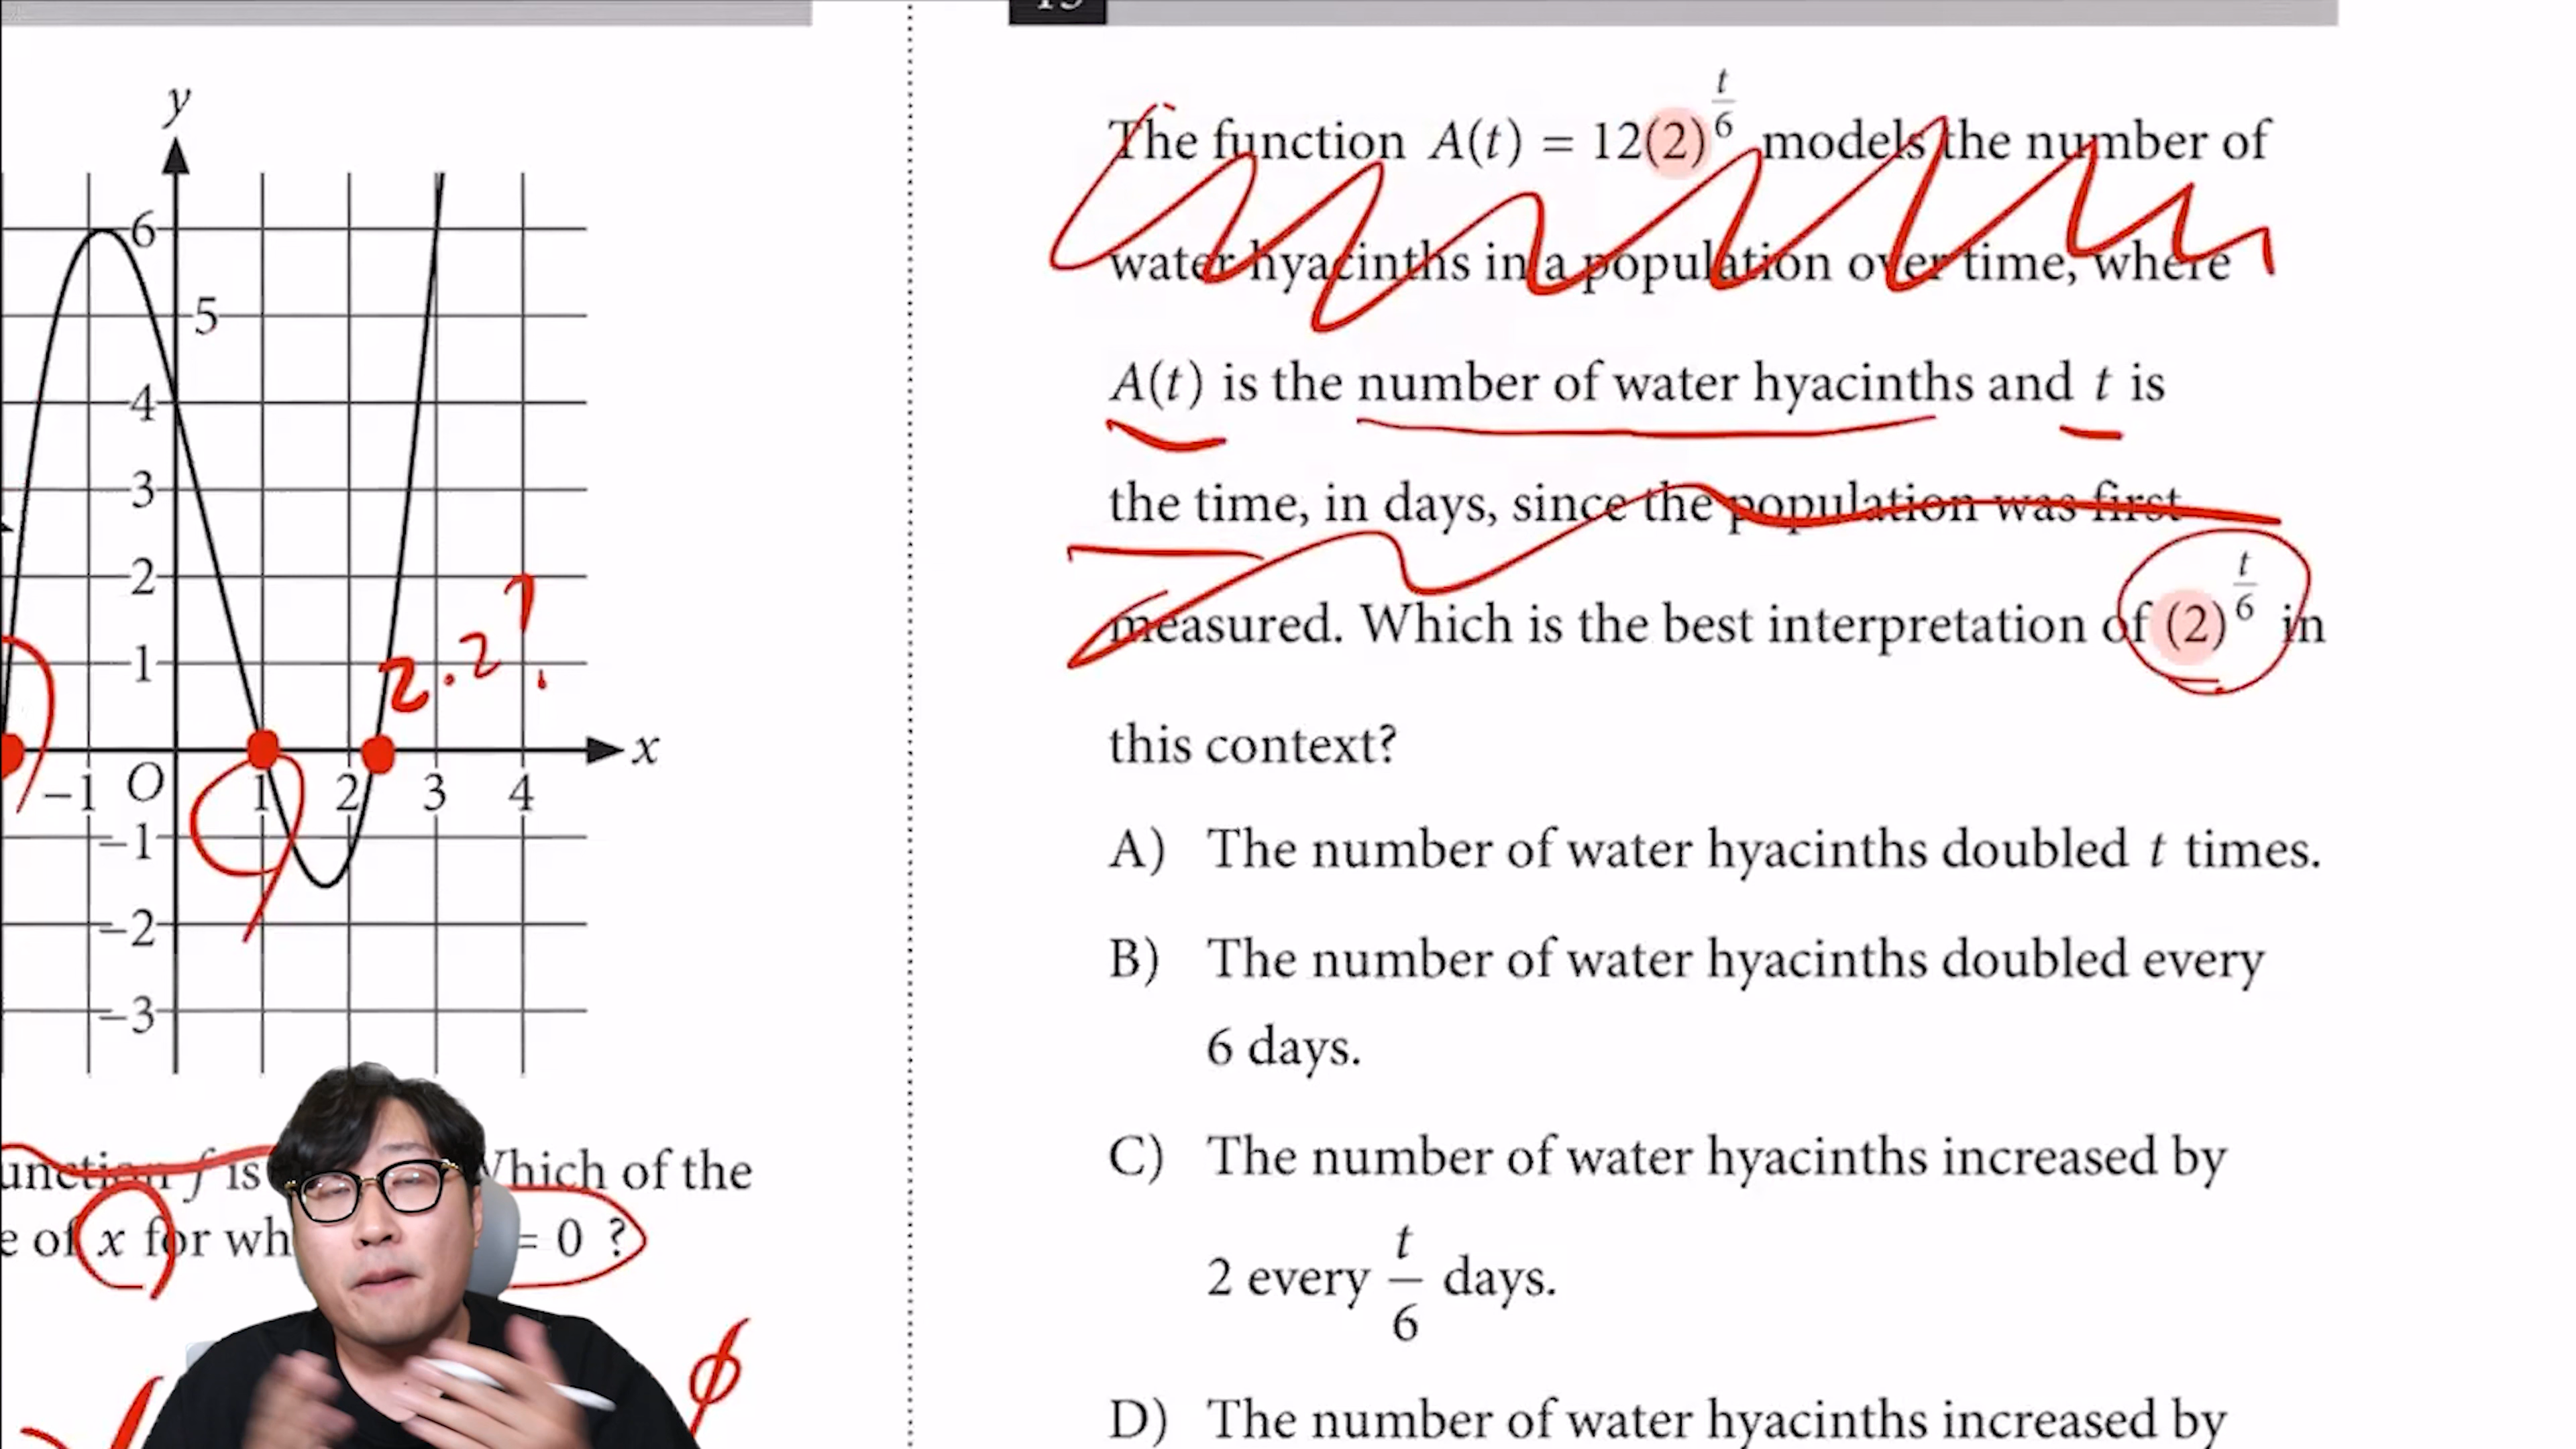 y
6
5
4
3
2
1
-1 O 1 2 3 4 x
-1
-2
-3
2.2?
f is Which of the
x for = 0 ?
The function A(t) = 12(2)^(t/6) models the number of
water hyacinths in a population over time, where
A(t) is the number of water hyacinths and t is
the time, in days, since the population was first
measured. Which is the best interpretation of (2)^(t/6) in
this context?
A) The number of water hyacinths doubled t times.
B) The number of water hyacinths doubled every
6 days.
C) The number of water hyacinths increased by
2 every t/6 days.
D) The number of water hyacinths increased by